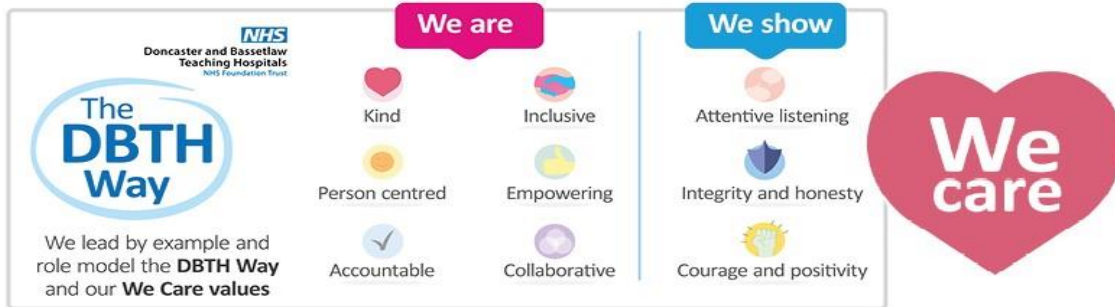 NHS
Doncaster and Bassetlaw
Teaching Hospitals
NHS Foundation Trust
The
DBTH
Way
We lead by example and
role model the DBTH Way
and our We Care values
We are
Kind
Inclusive
Person centred
Empowering
Accountable
Collaborative
We show
Attentive listening
Integrity and honesty
Courage and positivity
We
care